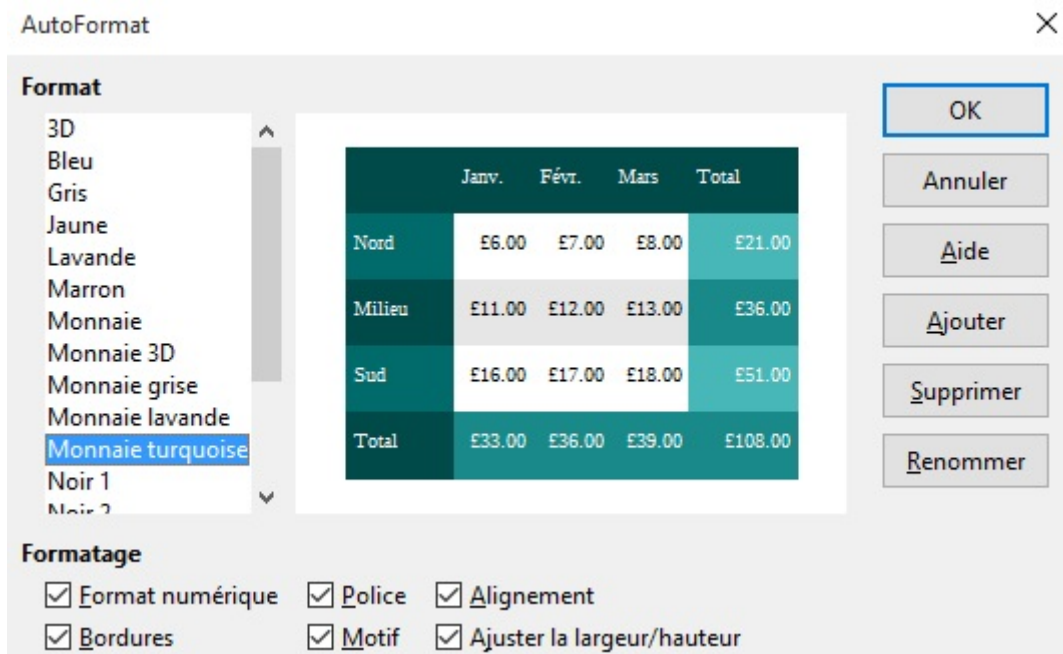 AutoFormat
Format
3D
Bleu
Gris
Jaune
Lavande
Marron
Monnaie
Monnaie 3D
Monnaie grise
Monnaie lavande
Monnaie turquoise
Noir 1
Noir 2
Janv. Févr. Mars Total
Nord £6.00 £7.00 £8.00 £21.00
Milieu £11.00 £12.00 £13.00 £36.00
Sud £16.00 £17.00 £18.00 £51.00
Total £33.00 £36.00 £39.00 £108.00
OK
Annuler
Aide
Ajouter
Supprimer
Renommer
Formatage
Format numérique Police Alignement
Bordures Motif Ajuster la largeur/hauteur